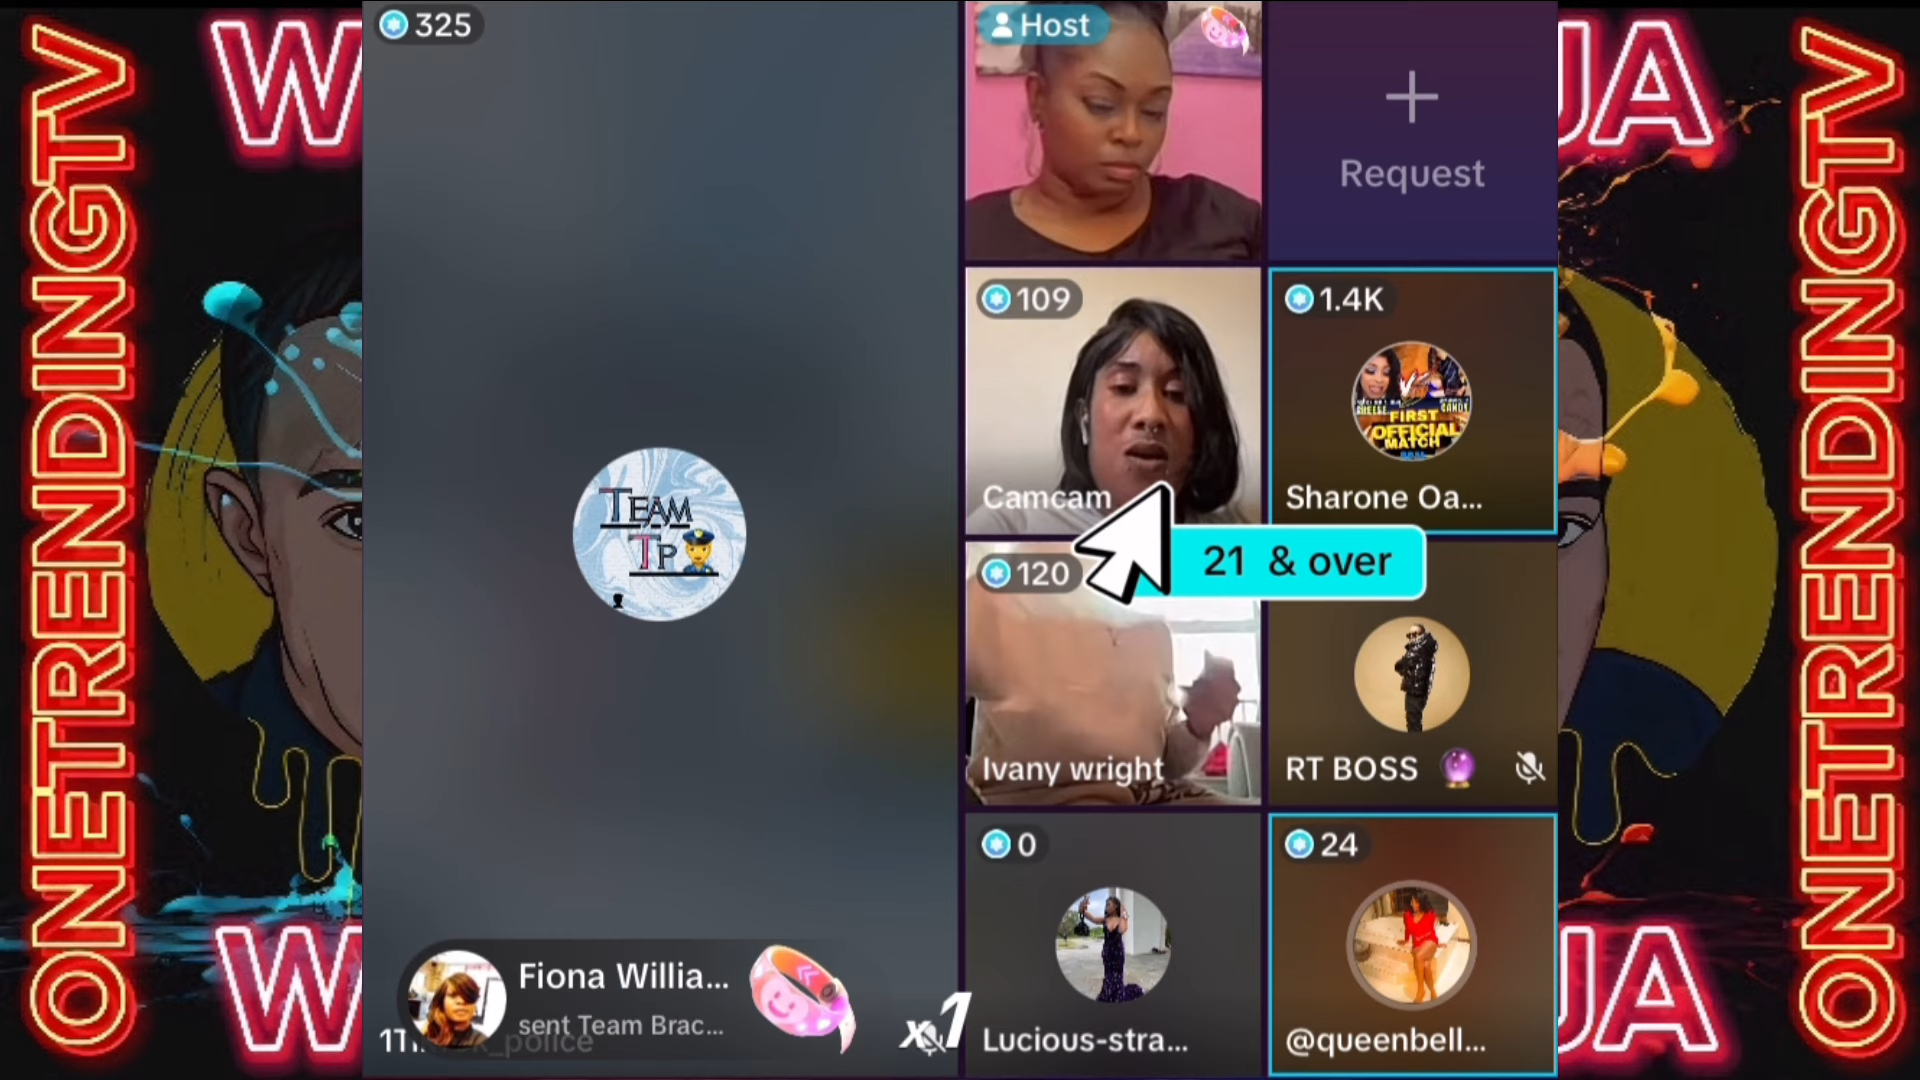 ONETRENDINGTV
W
325
TEAM
TP
Fiona Willia...
sent Team Brac...
x1
Host
Request
109
Camcam
1.4K
FIRST
OFFICIAL
MATCH
Sharone Oa...
21 & over
120
Ivany wright
RT BOSS
0
Lucious-stra...
24
@queenbell...
UA
ONETRENDINGTV
W
UA